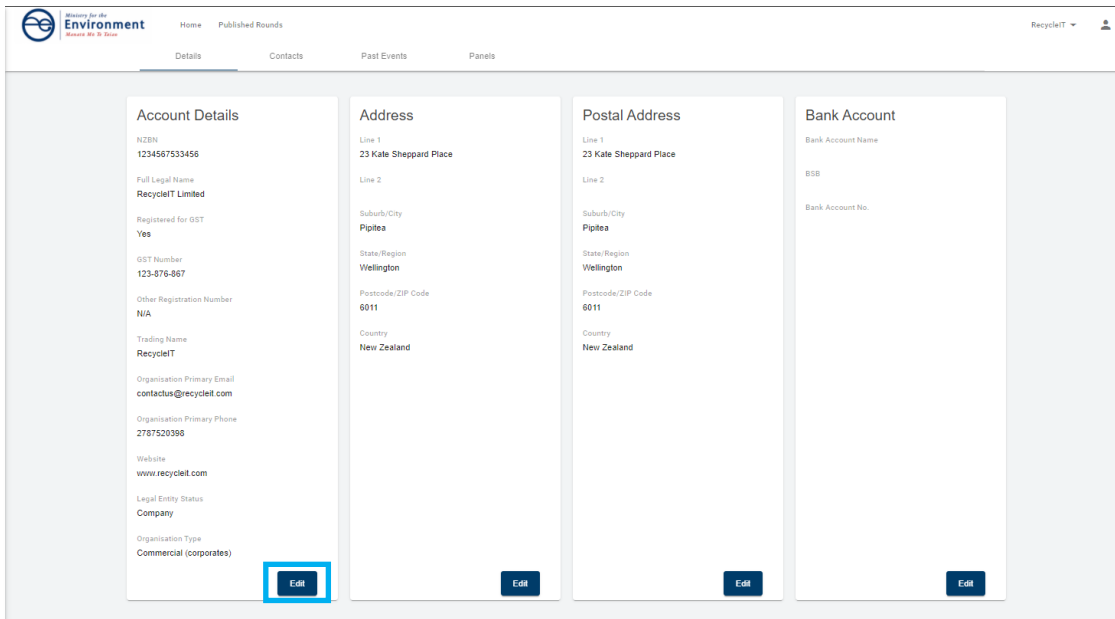 Ministry for the
Environment
Manatū Mō Te Taiao
Home
Published Rounds
RecycleIT
Details
Contacts
Past Events
Panels
Account Details
NZBN
1234567533456
Full Legal Name
RecycleIT Limited
Registered for GST
Yes
GST Number
123-876-867
Other Registration Number
N/A
Trading Name
RecycleIT
Organisation Primary Email
contactus@recycleit.com
Organisation Primary Phone
2787520398
Website
www.recycleit.com
Legal Entity Status
Company
Organisation Type
Commercial (corporates)
Edit
Address
Line 1
23 Kate Sheppard Place
Line 2
Suburb/City
Pipitea
State/Region
Wellington
Postcode/ZIP Code
6011
Country
New Zealand
Edit
Postal Address
Line 1
23 Kate Sheppard Place
Line 2
Suburb/City
Pipitea
State/Region
Wellington
Postcode/ZIP Code
6011
Country
New Zealand
Edit
Bank Account
Bank Account Name
BSB
Bank Account No.
Edit